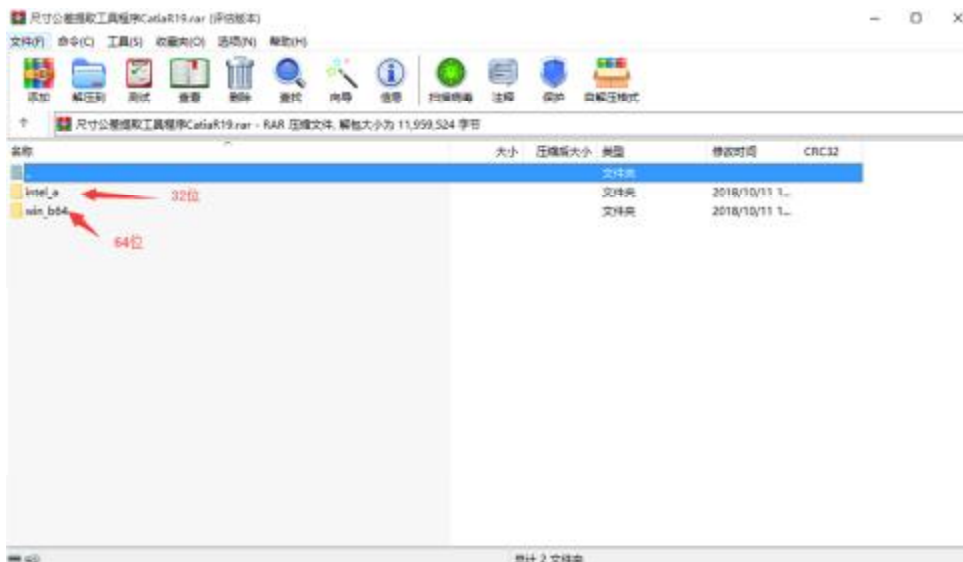 尺寸公差提取工具程序CatiaR19.rar (评估版本)
文件(F) 命令(C) 工具(S) 收藏夹(O) 选项(N) 帮助(H)
添加 解压到 测试 查看 删除 查找 向导 信息 扫描病毒 注释 保护 自解压格式
尺寸公差提取工具程序CatiaR19.rar - RAR 压缩文件, 解包大小为 11,959,524 字节
名称 大小 压缩后大小 类型 修改时间 CRC32
文件夹
intel_a 32位 文件夹 2018/10/11 1...
win_b64 文件夹 2018/10/11 1...
64位
总计 2 文件夹